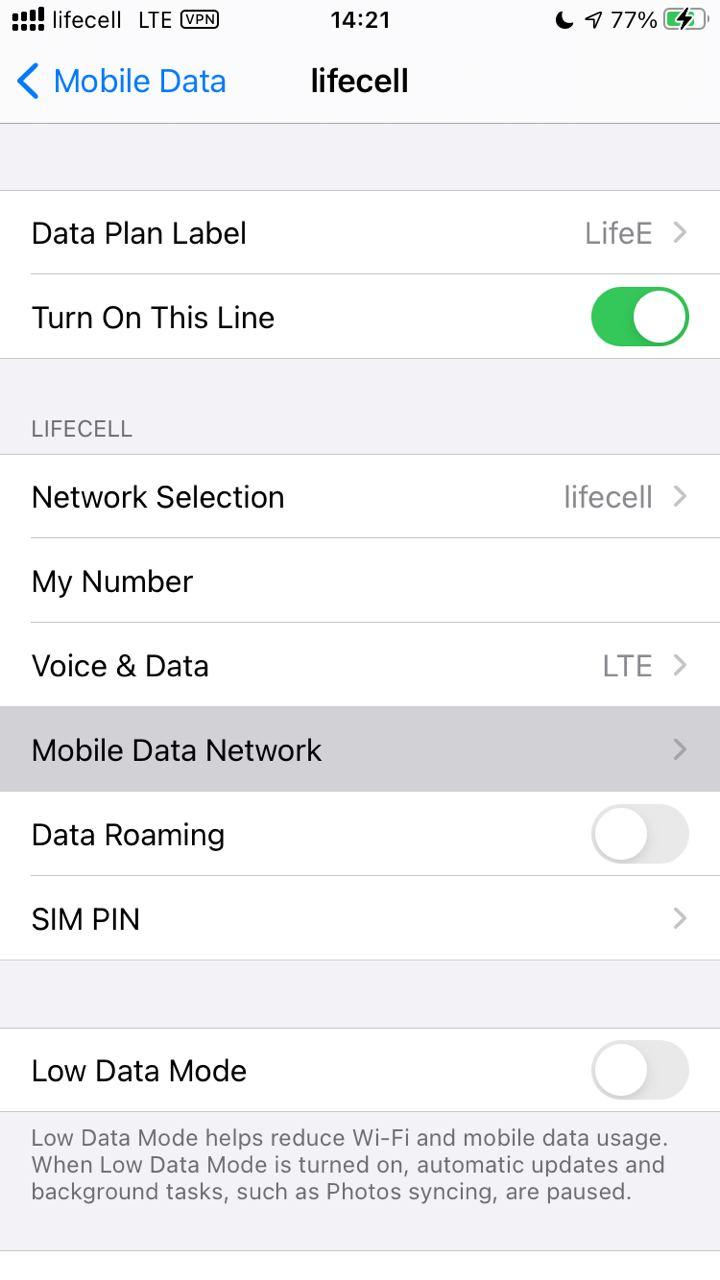 lifecell LTE VPN 14:21 77%
Mobile Data lifecell
Data Plan Label LifeE
Turn On This Line
LIFECELL
Network Selection lifecell
My Number
Voice & Data LTE
Mobile Data Network
Data Roaming
SIM PIN
Low Data Mode
Low Data Mode helps reduce Wi-Fi and mobile data usage.
When Low Data Mode is turned on, automatic updates and
background tasks, such as Photos syncing, are paused.